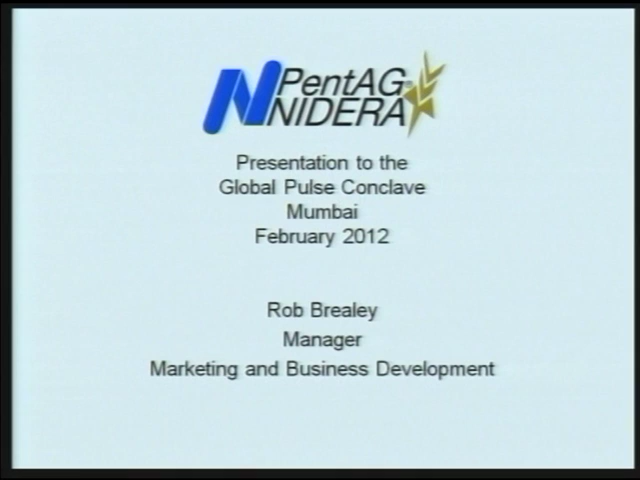 PentAG
NIDERA
Presentation to the
Global Pulse Conclave
Mumbai
February 2012
Rob Brealey
Manager
Marketing and Business Development